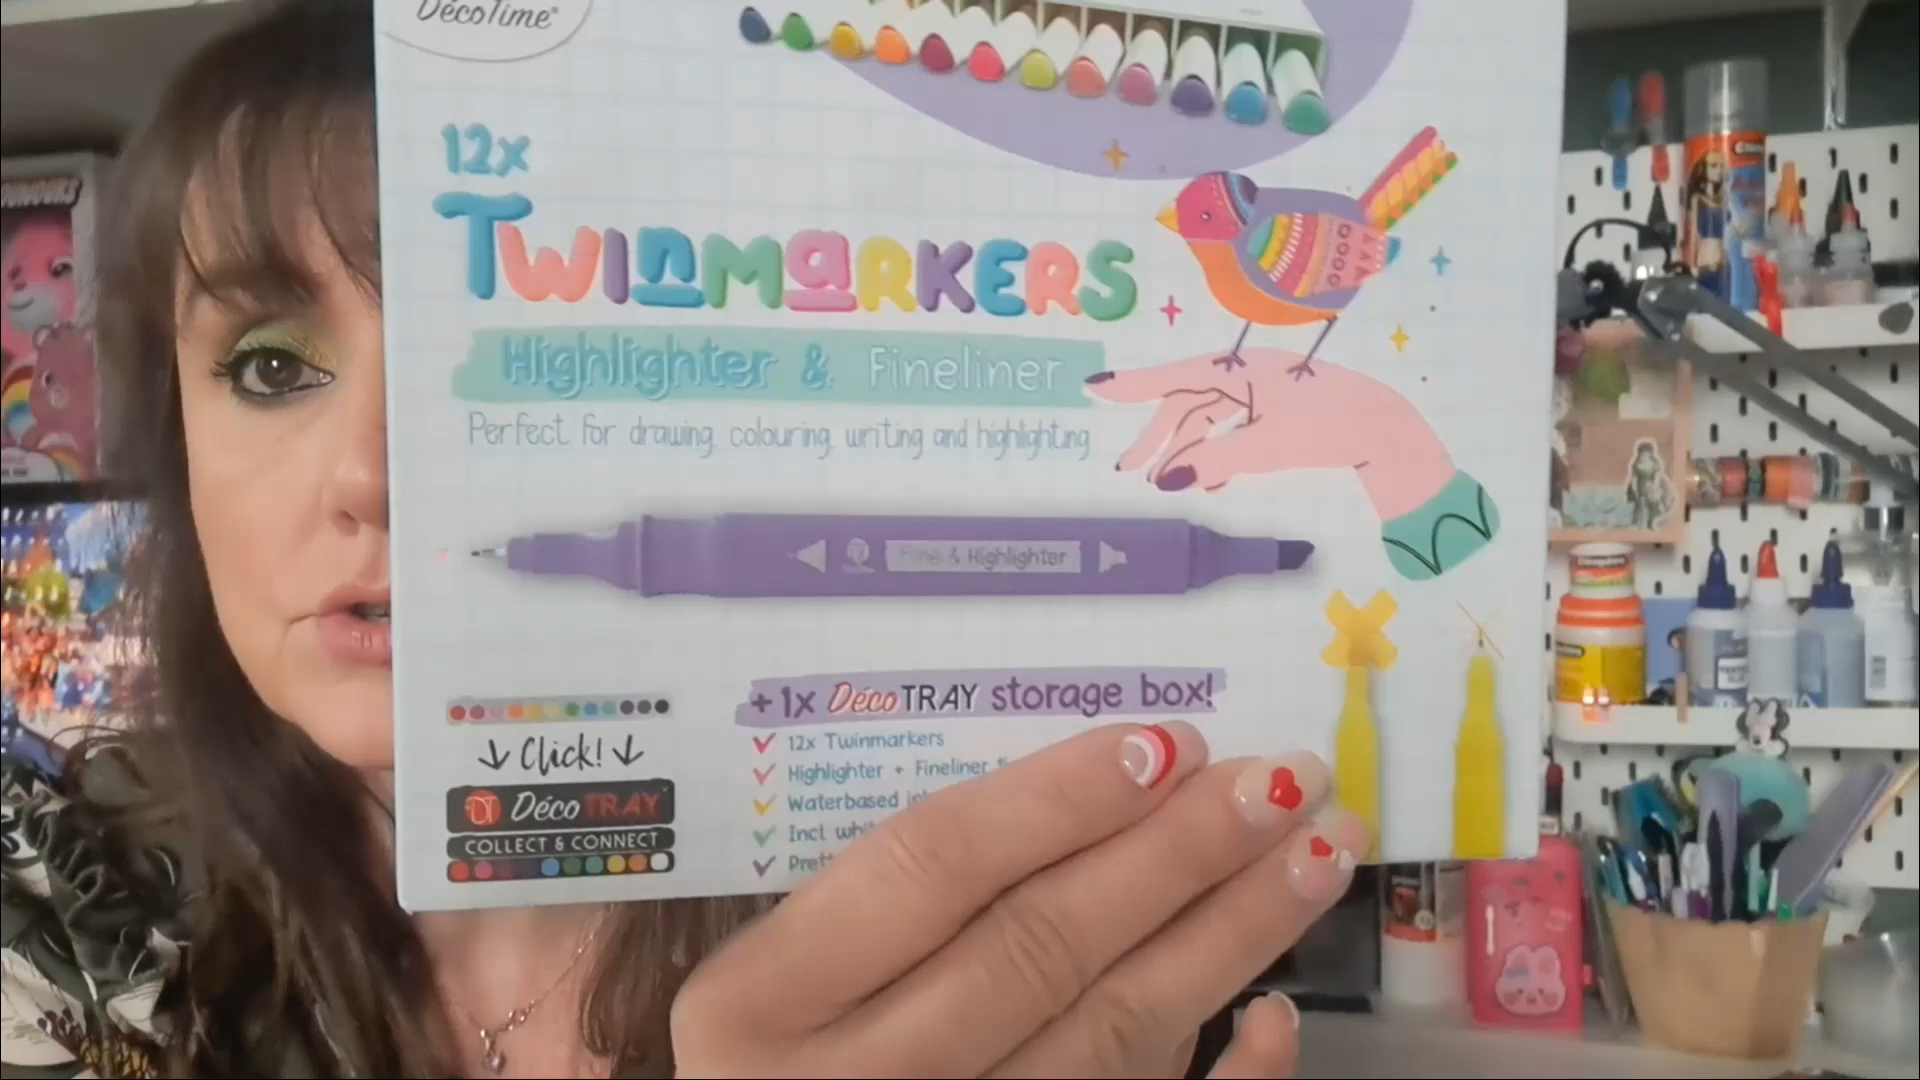 DécoTime®
12x
TWINMARKERS
Highlighter & Fineliner
Perfect for drawing, colouring, writing and highlighting
Fine & Highlighter
+ 1x DécoTRAY storage box!
Click!
DT DécoTRAY
COLLECT & CONNECT
12x Twinmarkers
Highlighter + Fineliner
Waterbased
Incl